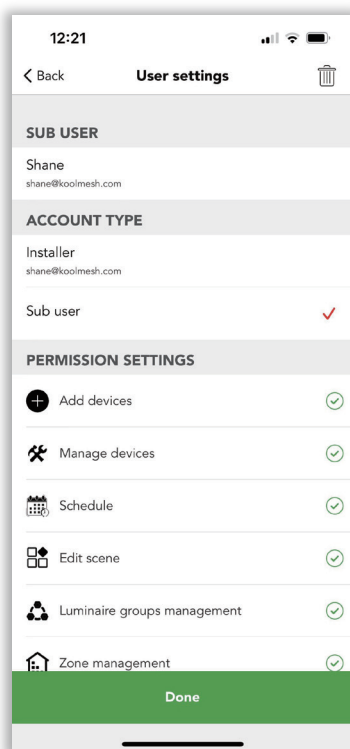 12:21
Back
User settings
SUB USER
Shane
shane@koolmesh.com
ACCOUNT TYPE
Installer
shane@koolmesh.com
Sub user
PERMISSION SETTINGS
Add devices
Manage devices
Schedule
Edit scene
Luminaire groups management
Zone management
Done